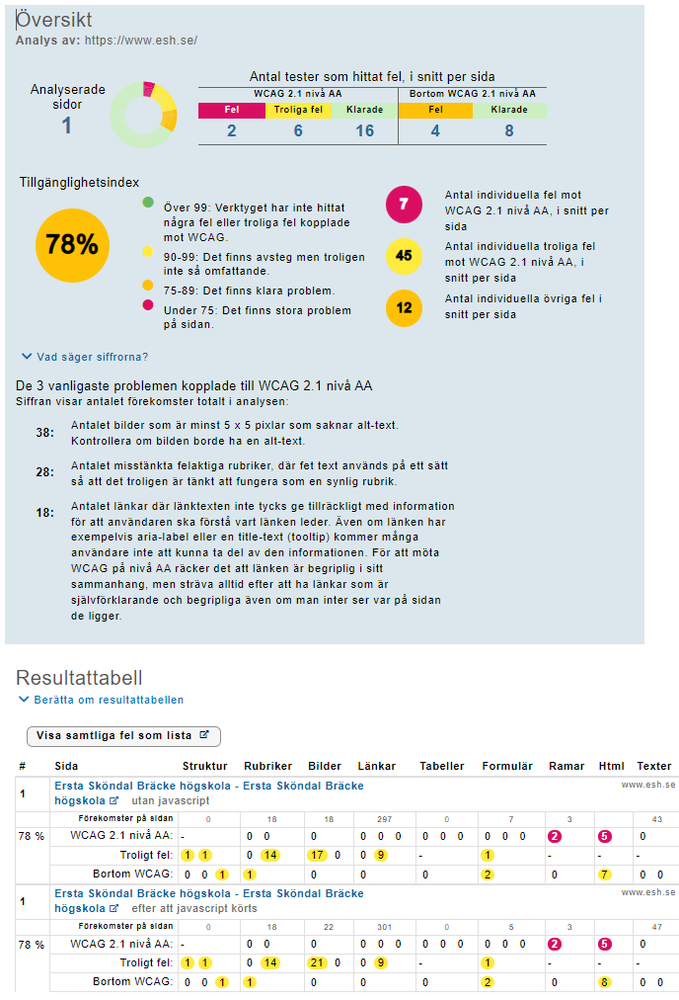 Översikt
Analys av: https://www.esh.se/
Analyserade
sidor
1
Antal tester som hittat fel, i snitt per sida
WCAG 2.1 nivå AA Bortom WCAG 2.1 nivå AA
Fel Troliga fel Klarade Fel Klarade
2 6 16 4 8
Tillgänglighetsindex
78%
Över 99: Verktyget har inte hittat
några fel eller troliga fel kopplade
mot WCAG.
90-99: Det finns avsteg men troligen
inte så omfattande.
75-89: Det finns klara problem.
Under 75: Det finns stora problem
på sidan.
7
Antal individuella fel mot
WCAG 2.1 nivå AA, i snitt per
sida
45
Antal individuella troliga fel
mot WCAG 2.1 nivå AA, i
snitt per sida
12
Antal individuella övriga fel i
snitt per sida
Vad säger siffrorna?
De 3 vanligaste problemen kopplade till WCAG 2.1 nivå AA
Siffran visar antalet förekomster totalt i analysen:
38: Antalet bilder som är minst 5 x 5 pixlar som saknar alt-text.
Kontrollera om bilden borde ha en alt-text.
28: Antalet misstänkta felaktiga rubriker, där fet text används på ett sätt
så att det troligen är tänkt att fungera som en synlig rubrik.
18: Antalet länkar där länktexten inte tycks ge tillräckligt med information
för att användaren ska förstå vart länken leder. Även om länken har
exempelvis aria-label eller en title-text (tooltip) kommer många
användare inte att kunna ta del av den informationen. För att möta
WCAG på nivå AA räcker det att länken är begriplig i sitt
sammanhang, men sträva alltid efter att ha länkar som är
självförklarande och begripliga även om man inter ser var på sidan
de ligger.
Resultattabell
Berätta om resultattabellen
Visa samtliga fel som lista
# Sida Struktur Rubriker Bilder Länkar Tabeller Formulär Ramar Html Texter
1 Ersta Sköndal Bräcke högskola - Ersta Sköndal Bräcke www.esh.se
högskola utan javascript
Förekomster på sidan 0 18 18 297 0 7 3 43
78 % WCAG 2.1 nivå AA: - 0 0 0 0 0 0 0 0 0 0 0 0 0 2 5 0
Troligt fel: 1 1 0 14 17 0 0 9 - 1 - - -
Bortom WCAG: 0 0 1 1 0 0 0 2 0 7 0 0
1 Ersta Sköndal Bräcke högskola - Ersta Sköndal Bräcke www.esh.se
högskola efter att javascript körts
Förekomster på sidan 0 18 22 301 0 5 3 47
78 % WCAG 2.1 nivå AA: - 0 0 0 0 0 0 0 0 0 0 0 0 0 2 5 0
Troligt fel: 1 1 0 14 21 0 0 9 - 1 - - -
Bortom WCAG: 0 0 1 1 0 0 0 2 0 8 0 0